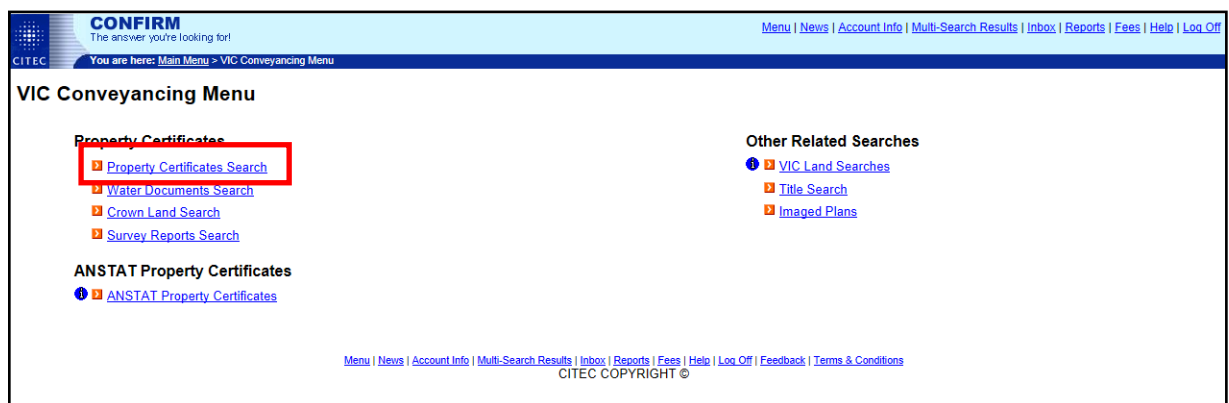 CONFIRM
The answer you're looking for!
Menu | News | Account Info | Multi-Search Results | Inbox | Reports | Fees | Help | Log Off
CITEC
You are here: Main Menu > VIC Conveyancing Menu
VIC Conveyancing Menu
Property Certificates
Property Certificates Search
Water Documents Search
Crown Land Search
Survey Reports Search
ANSTAT Property Certificates
ANSTAT Property Certificates
Other Related Searches
VIC Land Searches
Title Search
Imaged Plans
Menu | News | Account Info | Multi-Search Results | Inbox | Reports | Fees | Help | Log Off | Feedback | Terms & Conditions
CITEC COPYRIGHT ©